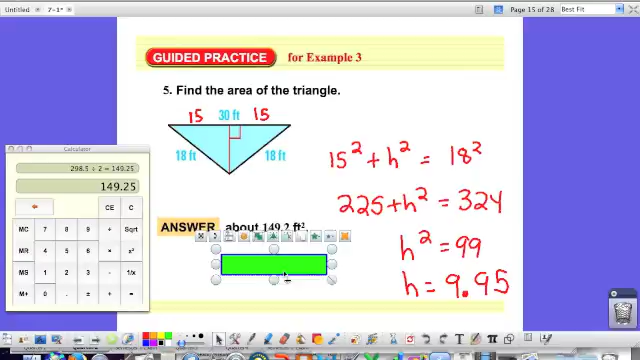 Untitled
7-1*
Page 15 of 28
Best Fit
GUIDED PRACTICE
for Example 3
5. Find the area of the triangle.
15 30 ft 15
18 ft 18 ft
15² + h² = 18²
225 + h² = 324
h² = 99
h = 9.95
ANSWER about 149.2 ft².
Calculator
298.5 ÷ 2 = 149.25
149.25
CE C
MC 7 8 9 ÷ Sqrt
MR 4 5 6 × x²
MS 1 2 3 - 1/x
M+ 0 . ± + =